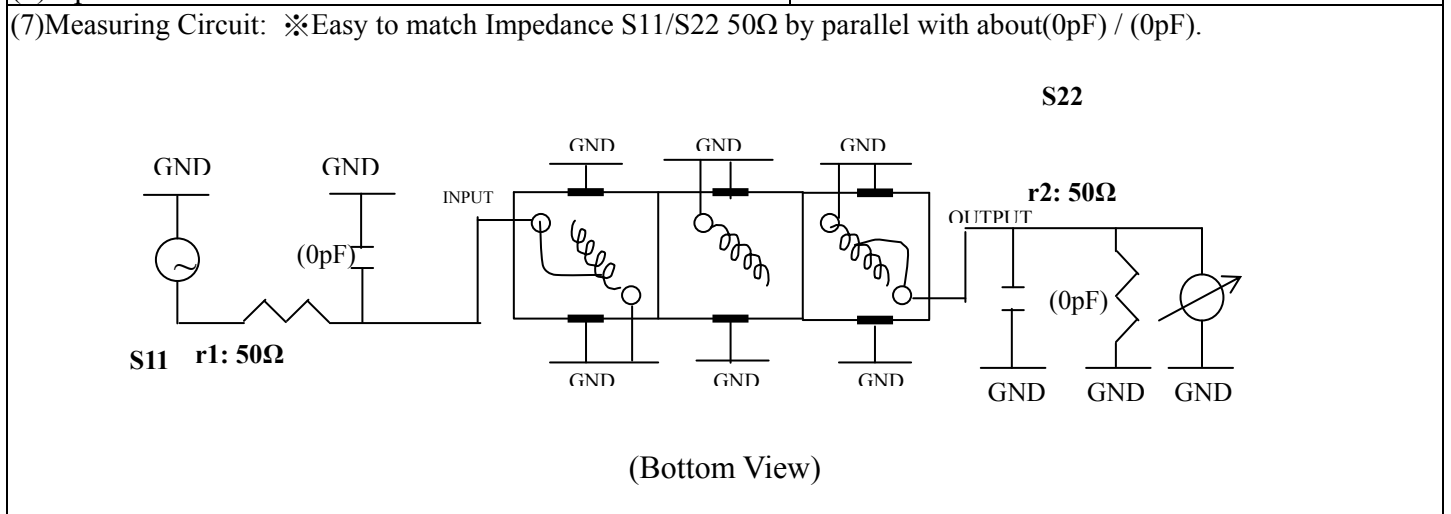 (7)Measuring Circuit: ※Easy to match Impedance S11/S22 50Ω by parallel with about(0pF) / (0pF).
S22
GND GND GND
GND GND
r2: 50Ω
INPUT
OUTPUT
(0pF)
(0pF)
S11 r1: 50Ω
GND GND GND
GND GND GND
(Bottom View)